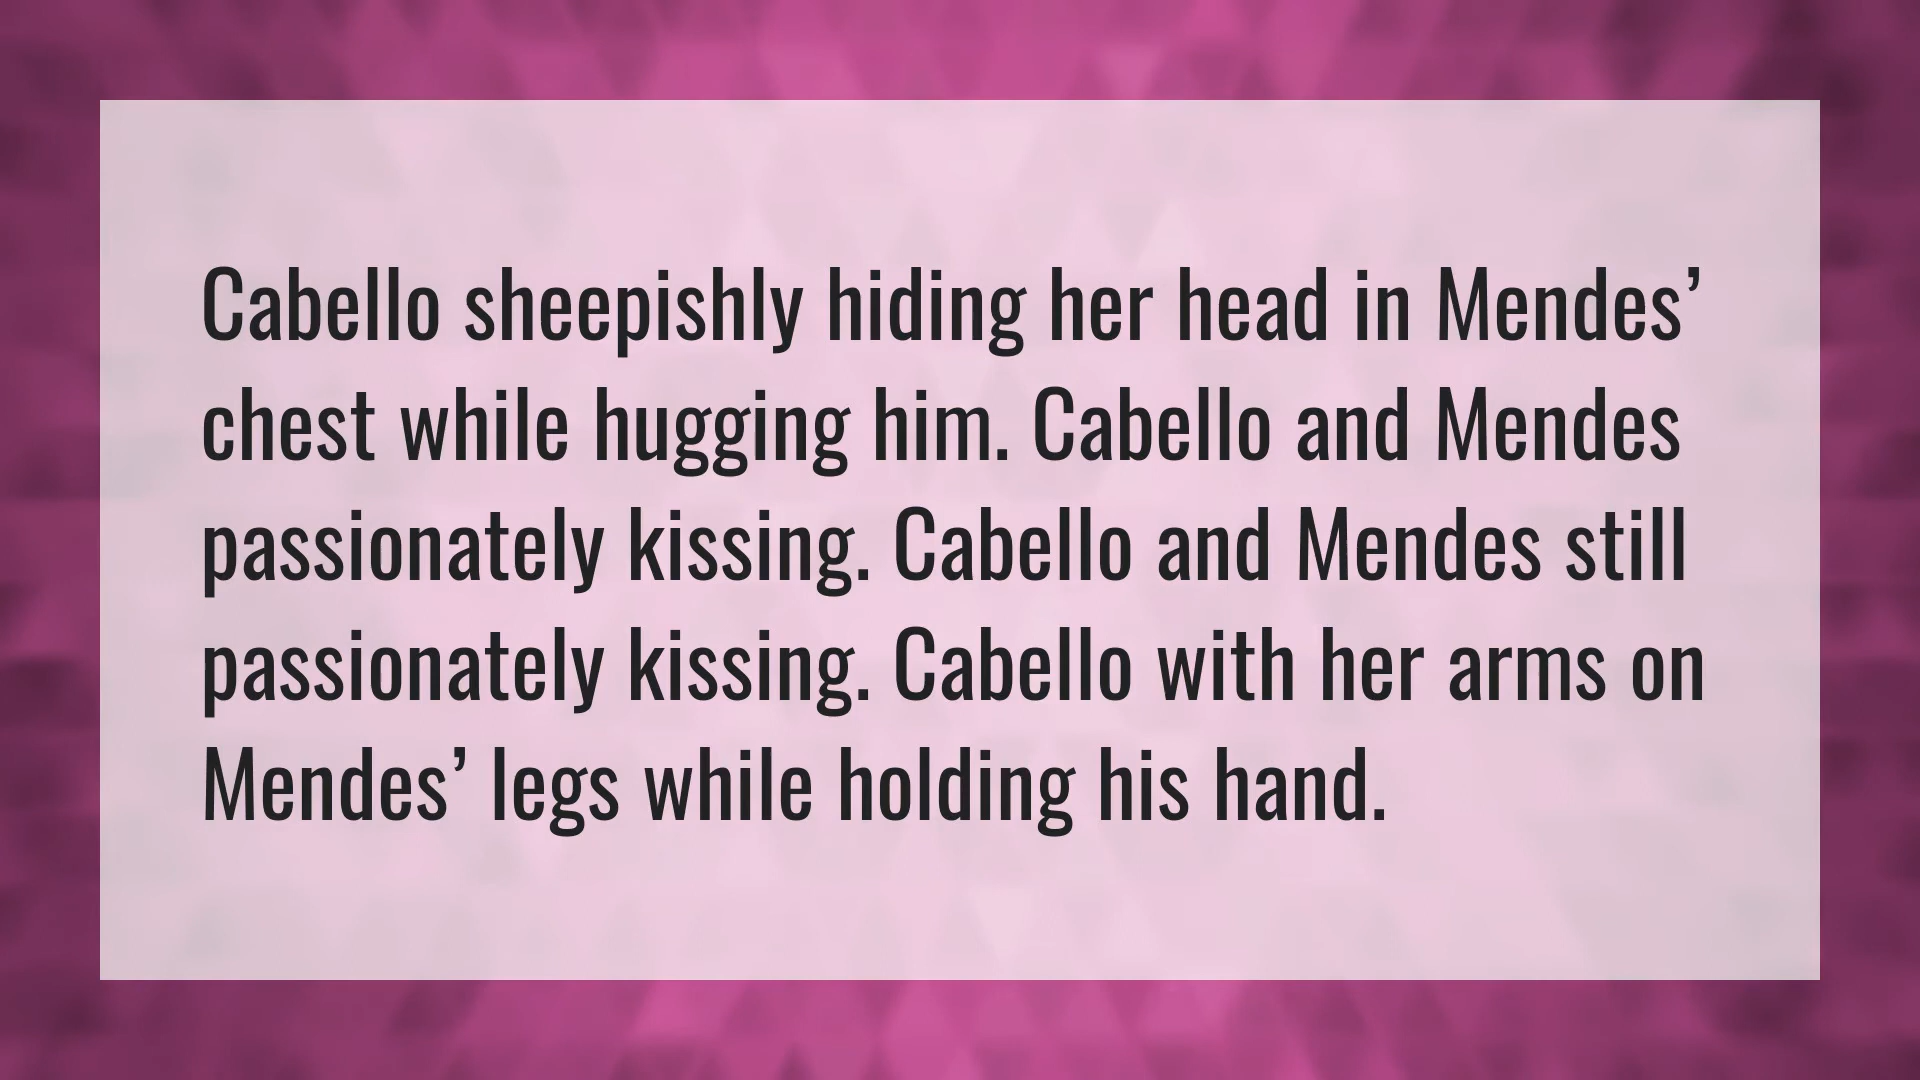 Cabello sheepishly hiding her head in Mendes’
chest while hugging him. Cabello and Mendes
passionately kissing. Cabello and Mendes still
passionately kissing. Cabello with her arms on
Mendes’ legs while holding his hand.